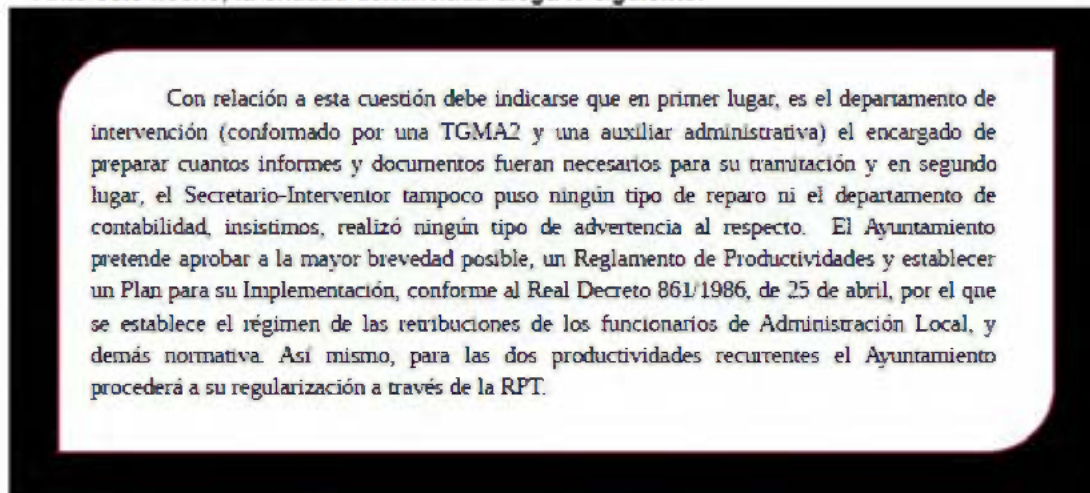 Con relación a esta cuestión debe indicarse que en primer lugar, es el departamento de
intervención (conformado por una TGMA2 y una auxiliar administrativa) el encargado de
preparar cuantos informes y documentos fueran necesarios para su tramitación y en segundo
lugar, el Secretario-Interventor tampoco puso ningún tipo de reparo ni el departamento de
contabilidad, insistimos, realizó ningún tipo de advertencia al respecto. El Ayuntamiento
pretende aprobar a la mayor brevedad posible, un Reglamento de Productividades y establecer
un Plan para su Implementación, conforme al Real Decreto 861/1986, de 25 de abril, por el que
se establece el régimen de las retribuciones de los funcionarios de Administración Local, y
demás normativa. Así mismo, para las dos productividades recurrentes el Ayuntamiento
procederá a su regularización a través de la RPT.